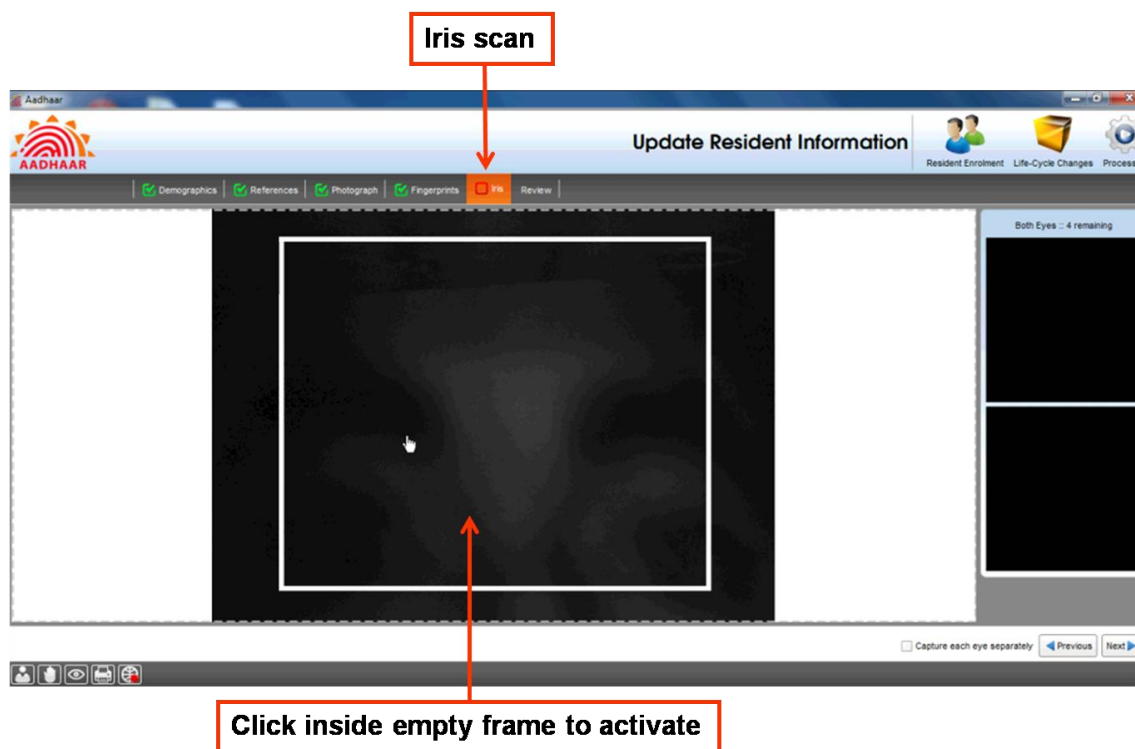 Iris scan
Aadhaar
AADHAAR
Update Resident Information
Resident Enrolment
Life-Cycle Changes
Process
Demographics
References
Photograph
Fingerprints
Iris
Review
Both Eyes :: 4 remaining
Capture each eye separately
Previous
Next
Click inside empty frame to activate